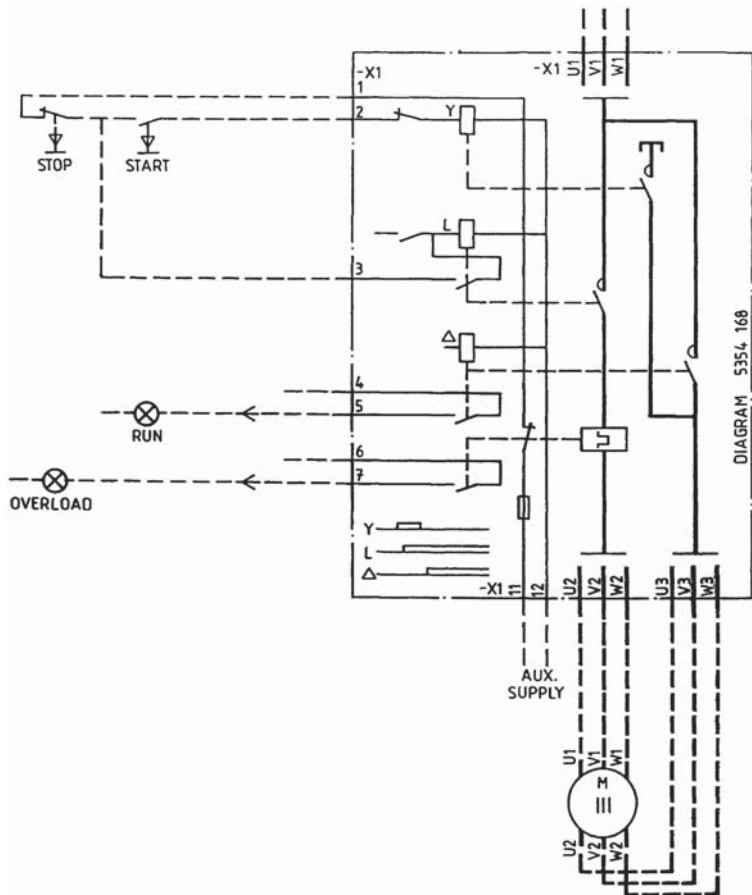 -X1
-X1
U1
V1
W1
1
2
Y
STOP
START
L
3
△
4
5
RUN
6
7
OVERLOAD
Y
L
△
DIAGRAM 5354 168
-X1
11
12
U2
V2
W2
U3
V3
W3
AUX.
SUPPLY
U1
V1
W1
M
U2
V2
W2